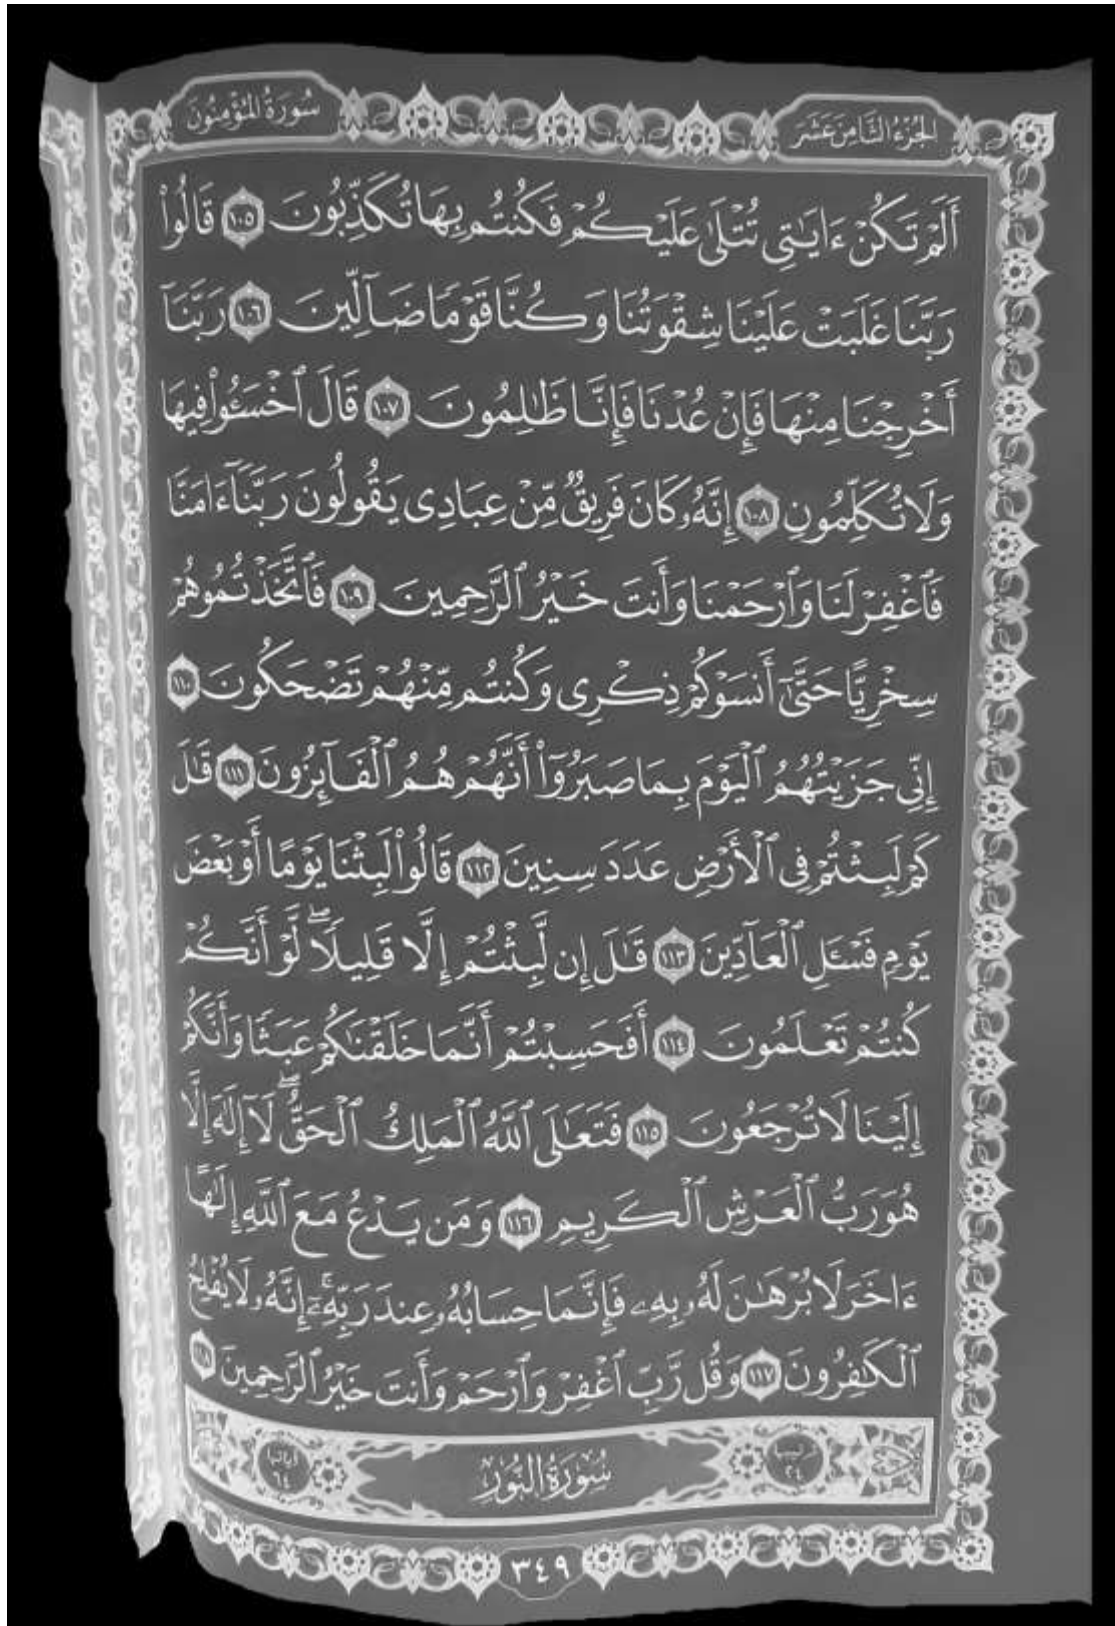 الجُزْءُ الثَّامِنَ عَشَرَ
سُورَةُ المُؤْمِنُونَ
أَلَمْ تَكُنْ ءَايَٰتِى تُتْلَىٰ عَلَيْكُمْ فَكُنتُم بِهَا تُكَذِّبُونَ ١٠٥ قَالُوا۟
رَبَّنَا غَلَبَتْ عَلَيْنَا شِقْوَتُنَا وَكُنَّا قَوْمًا ضَآلِّينَ ١٠٦ رَبَّنَآ
أَخْرِجْنَا مِنْهَا فَإِنْ عُدْنَا فَإِنَّا ظَٰلِمُونَ ١٠٧ قَالَ ٱخْسَـُٔوا۟ فِيهَا
وَلَا تُكَلِّمُونِ ١٠٨ إِنَّهُۥ كَانَ فَرِيقٌ مِّنْ عِبَادِى يَقُولُونَ رَبَّنَآ ءَامَنَّا
فَٱغْفِرْ لَنَا وَٱرْحَمْنَا وَأَنتَ خَيْرُ ٱلرَّٰحِمِينَ ١٠٩ فَٱتَّخَذْتُمُوهُمْ
سِخْرِيًّا حَتَّىٰٓ أَنسَوْكُمْ ذِكْرِى وَكُنتُم مِّنْهُمْ تَضْحَكُونَ ١١٠
إِنِّى جَزَيْتُهُمُ ٱلْيَوْمَ بِمَا صَبَرُوٓا۟ أَنَّهُمْ هُمُ ٱلْفَآئِزُونَ ١١١ قَٰلَ
كَمْ لَبِثْتُمْ فِى ٱلْأَرْضِ عَدَدَ سِنِينَ ١١٢ قَالُوا۟ لَبِثْنَا يَوْمًا أَوْ بَعْضَ
يَوْمٍ فَسْـَٔلِ ٱلْعَآدِّينَ ١١٣ قَٰلَ إِن لَّبِثْتُمْ إِلَّا قَلِيلًا ۖ لَّوْ أَنَّكُمْ
كُنتُمْ تَعْلَمُونَ ١١٤ أَفَحَسِبْتُمْ أَنَّمَا خَلَقْنَٰكُمْ عَبَثًا وَأَنَّكُمْ
إِلَيْنَا لَا تُرْجَعُونَ ١١٥ فَتَعَٰلَى ٱللَّهُ ٱلْمَلِكُ ٱلْحَقُّ ۖ لَآ إِلَٰهَ إِلَّا
هُوَ رَبُّ ٱلْعَرْشِ ٱلْكَرِيمِ ١١٦ وَمَن يَدْعُ مَعَ ٱللَّهِ إِلَٰهًا
ءَاخَرَ لَا بُرْهَٰنَ لَهُۥ بِهِۦ فَإِنَّمَا حِسَابُهُۥ عِندَ رَبِّهِۦٓ ۚ إِنَّهُۥ لَا يُفْلِحُ
ٱلْكَٰفِرُونَ ١١٧ وَقُل رَّبِّ ٱغْفِرْ وَٱرْحَمْ وَأَنتَ خَيْرُ ٱلرَّٰحِمِينَ ١١٨
ترتيبها ٢٤
سُورَةُ النُّورِ
آياتها ٦٤
٣٤٩